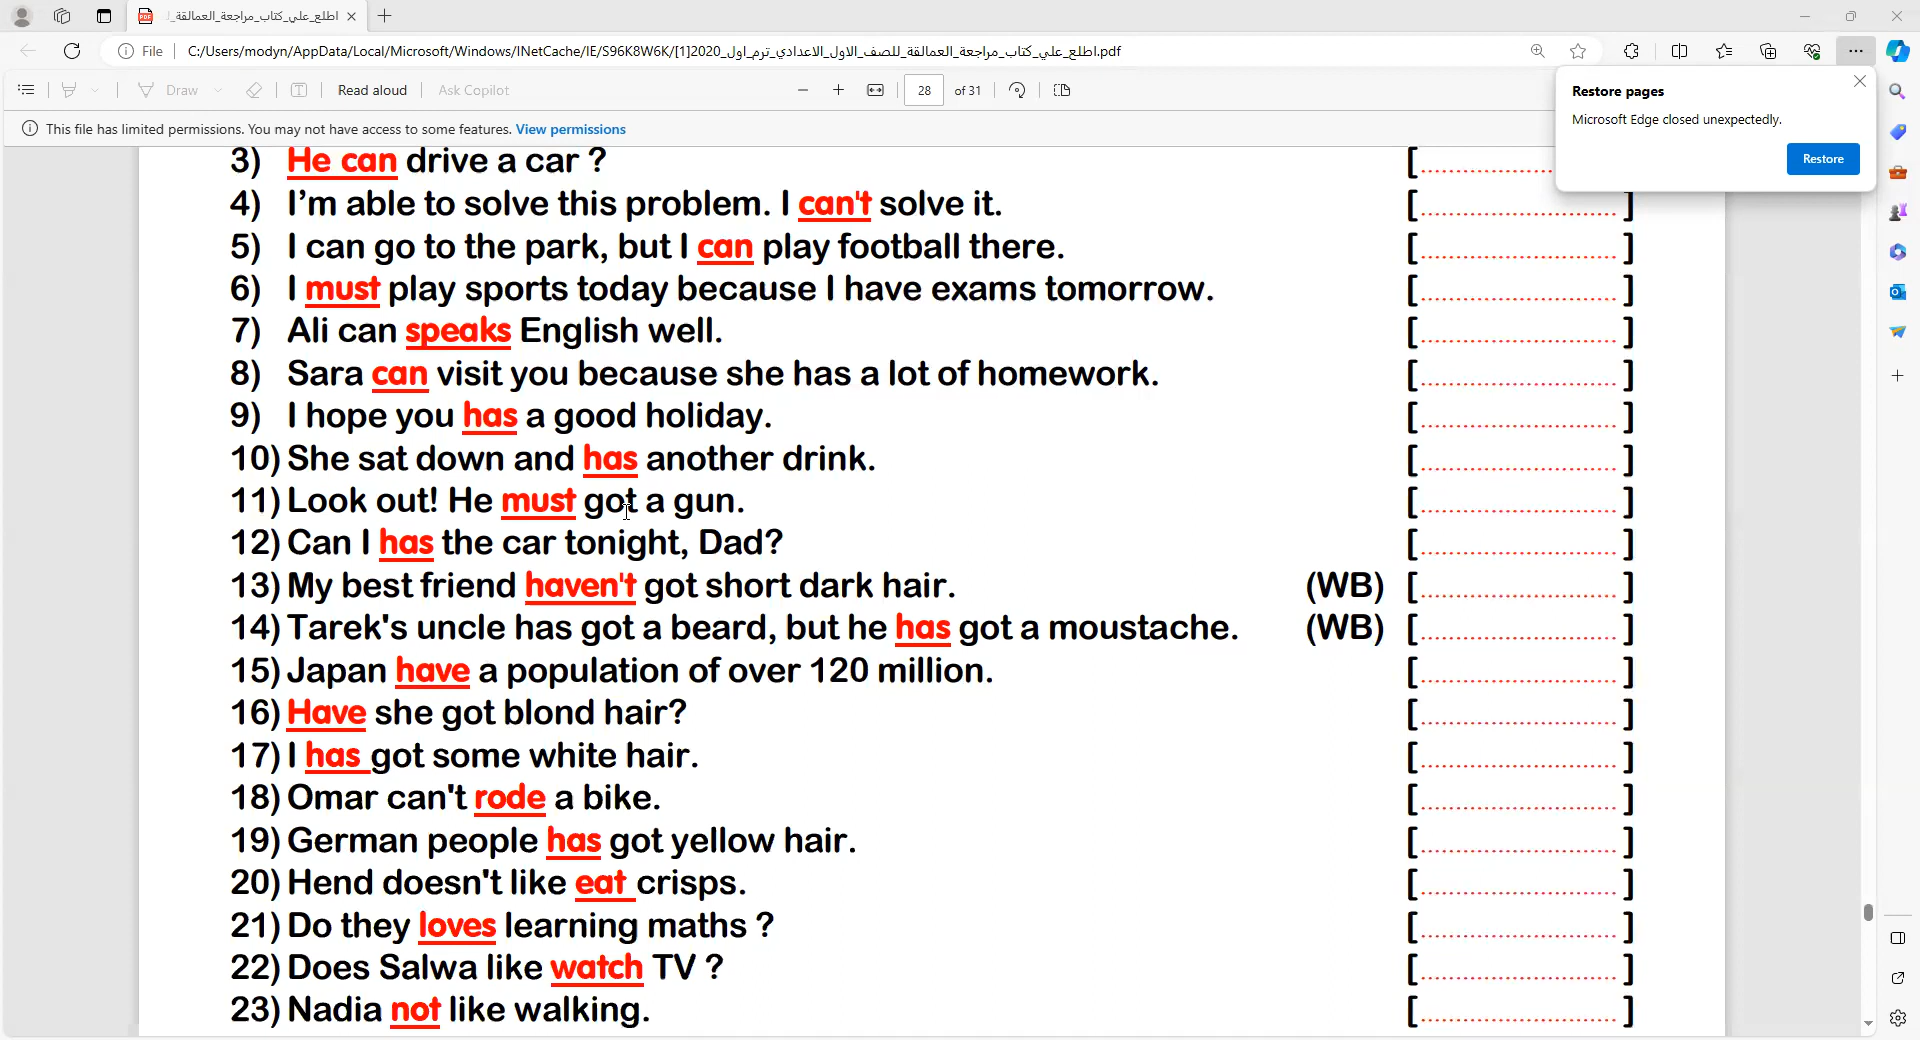 اطلع_علي_كتاب_مراجعة_العمالقة_ل
File
C:/Users/modyn/AppData/Local/Microsoft/Windows/INetCache/IE/S96K8W6K/[1]2020_اطلع_علي_كتاب_مراجعة_العمالقة_للصف_الاول_الاعدادي_ترم_اول.pdf
Draw
Read aloud
Ask Copilot
28 of 31
This file has limited permissions. You may not have access to some features. View permissions
Restore pages
Microsoft Edge closed unexpectedly.
Restore
3) He can drive a car ? [....................
4) I’m able to solve this problem. I can't solve it. [..............................]
5) I can go to the park, but I can play football there. [..............................]
6) I must play sports today because I have exams tomorrow. [..............................]
7) Ali can speaks English well. [..............................]
8) Sara can visit you because she has a lot of homework. [..............................]
9) I hope you has a good holiday. [..............................]
10) She sat down and has another drink. [..............................]
11) Look out! He must got a gun. [..............................]
12) Can I has the car tonight, Dad? [..............................]
13) My best friend haven't got short dark hair. (WB) [..............................]
14) Tarek's uncle has got a beard, but he has got a moustache. (WB) [..............................]
15) Japan have a population of over 120 million. [..............................]
16) Have she got blond hair? [..............................]
17) I has got some white hair. [..............................]
18) Omar can't rode a bike. [..............................]
19) German people has got yellow hair. [..............................]
20) Hend doesn't like eat crisps. [..............................]
21) Do they loves learning maths ? [..............................]
22) Does Salwa like watch TV ? [..............................]
23) Nadia not like walking. [..............................]